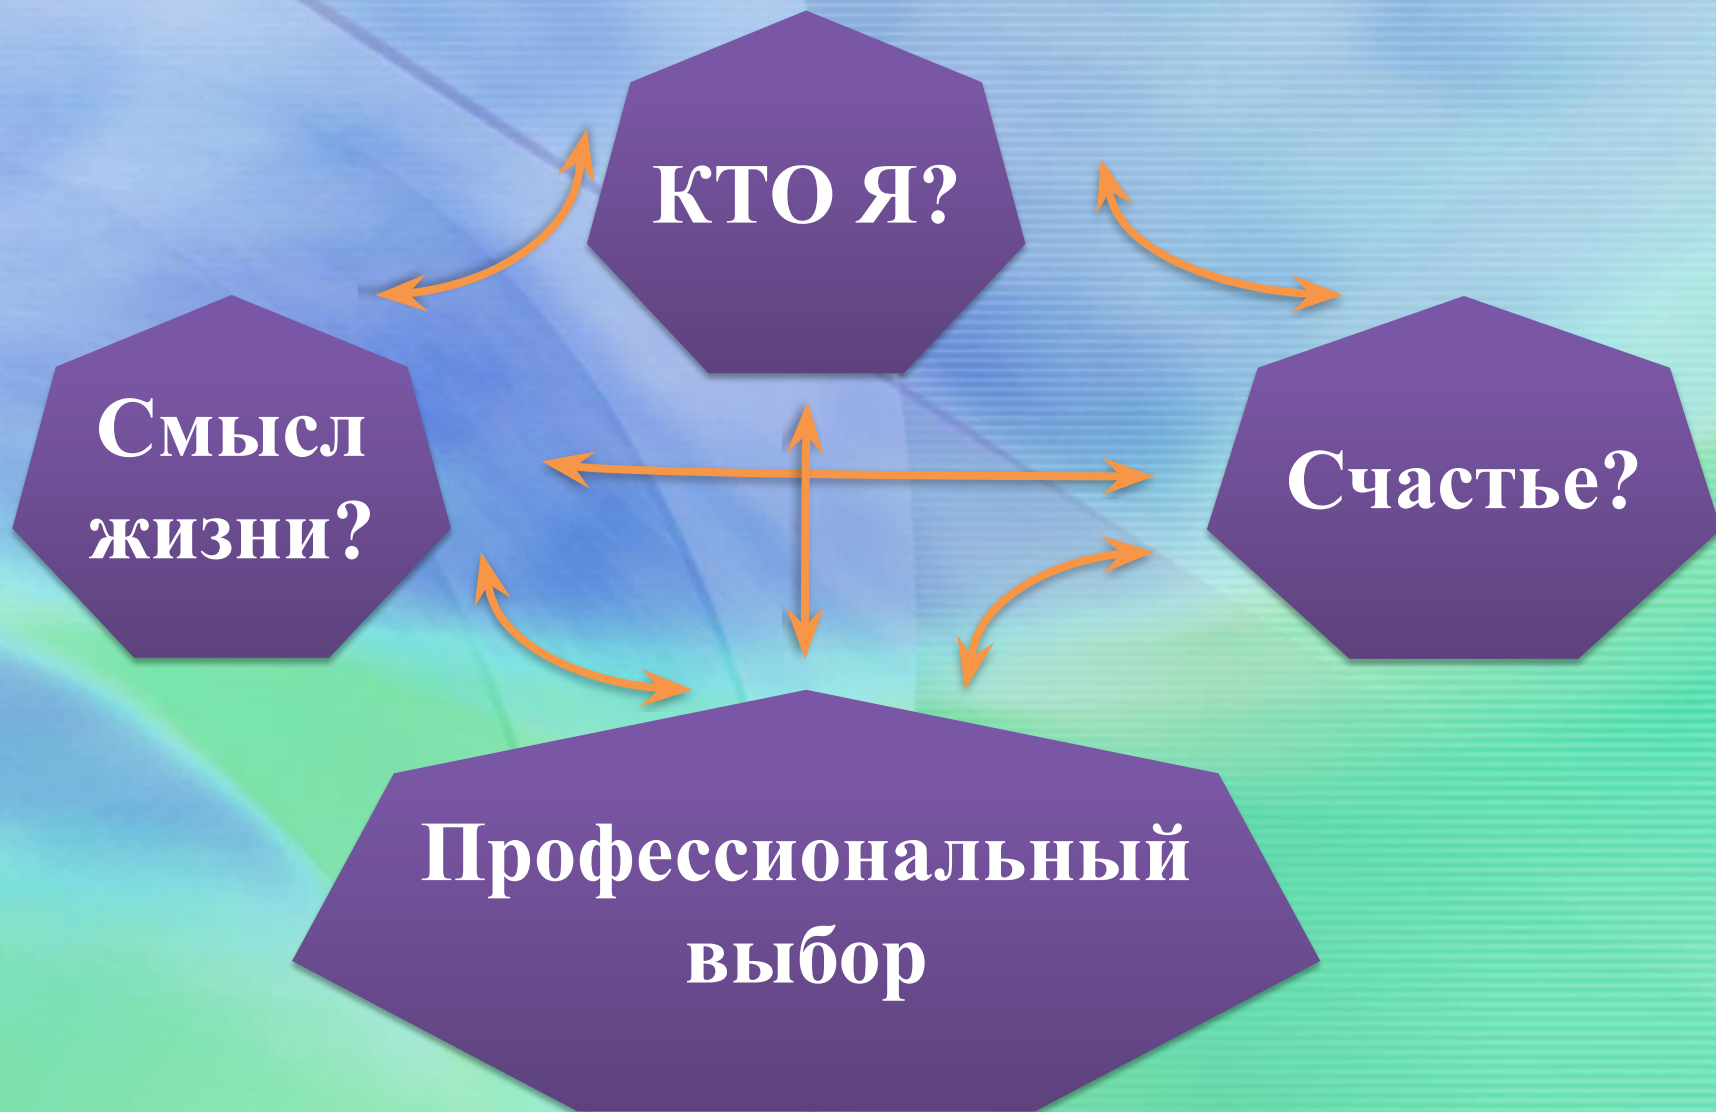 КТО Я?
Смысл
жизни?
Счастье?
Профессиональный
выбор